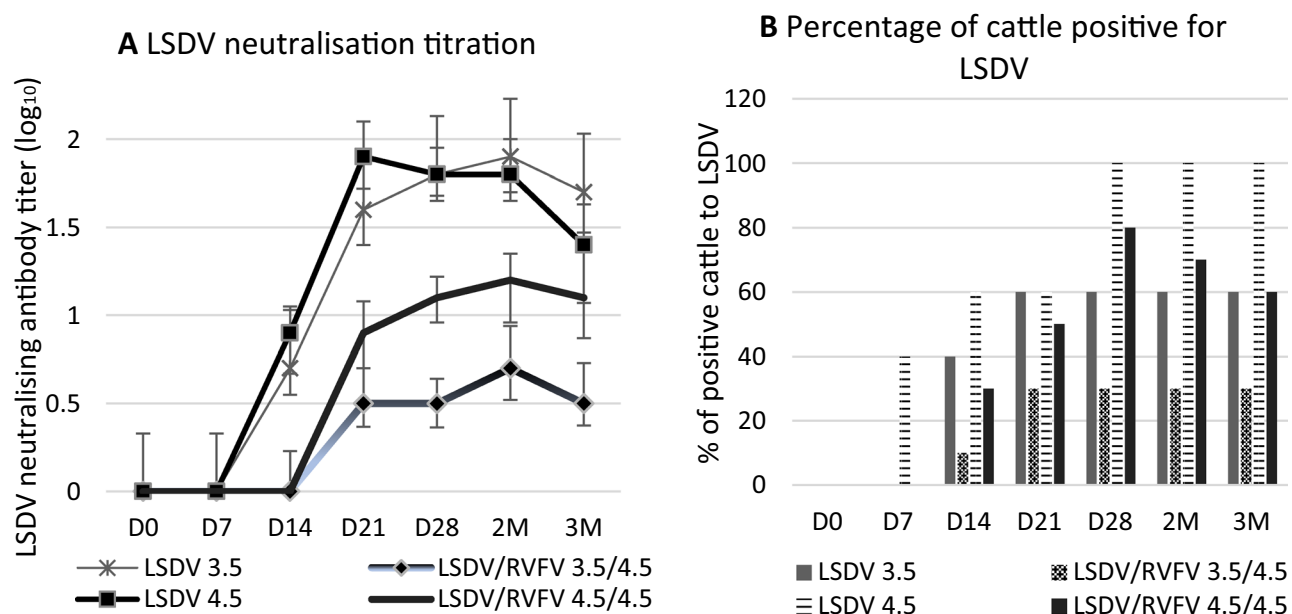 A LSDV neutralisation titration
LSDV neutralising antibody titer (log10)
2
1.5
1
0.5
0
D0 D7 D14 D21 D28 2M 3M
LSDV 3.5 LSDV/RVFV 3.5/4.5
LSDV 4.5 LSDV/RVFV 4.5/4.5
B Percentage of cattle positive for
LSDV
% of positive cattle to LSDV
120
100
80
60
40
20
0
D0 D7 D14 D21 D28 2M 3M
LSDV 3.5 LSDV/RVFV 3.5/4.5
LSDV 4.5 LSDV/RVFV 4.5/4.5